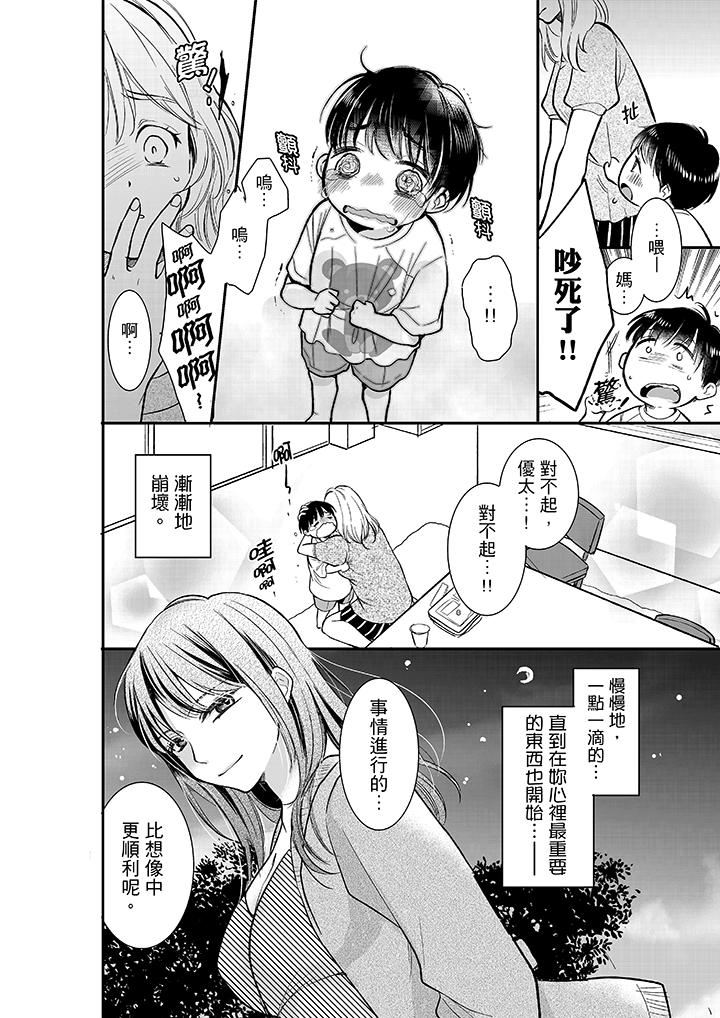 扯
喂—
媽…
驚
吵死了!!
顫抖
顫抖
…!!
嗚…
嗚…
驚!
啊
啊
啊
啊啊
啊…
對不起，
優太…!
對不起…!!
啊
哇啊啊
漸漸地
崩壞。
慢慢地，
一點一滴的…
直到在妳心裡最重要
的東西也開始…——
事情進行的…
比想像中
更順利呢。